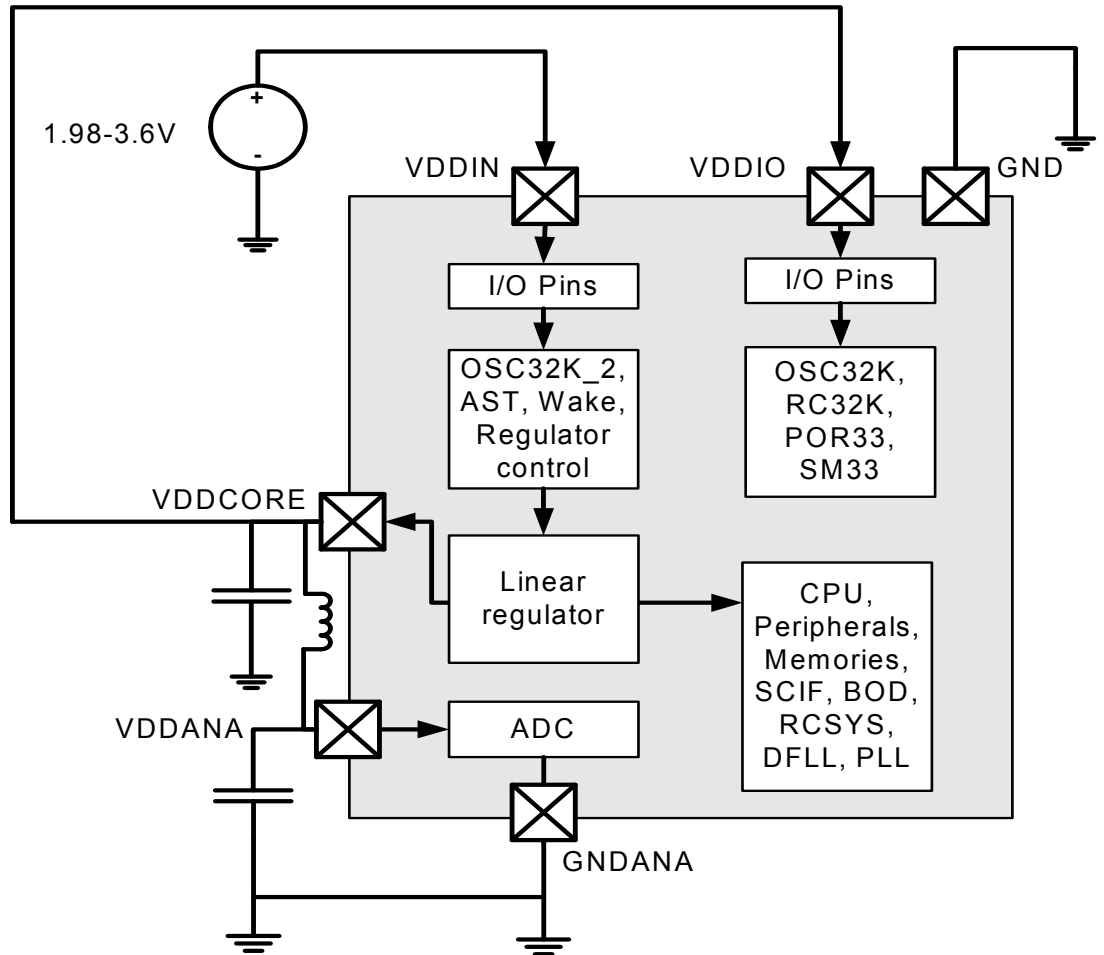 +
1.98-3.6V
-
VDDIN
VDDIO
GND
I/O Pins
I/O Pins
OSC32K_2,
AST, Wake,
Regulator
control
OSC32K,
RC32K,
POR33,
SM33
VDDCORE
Linear
regulator
CPU,
Peripherals,
Memories,
SCIF, BOD,
RCSYS,
DFLL, PLL
VDDANA
ADC
GNDANA